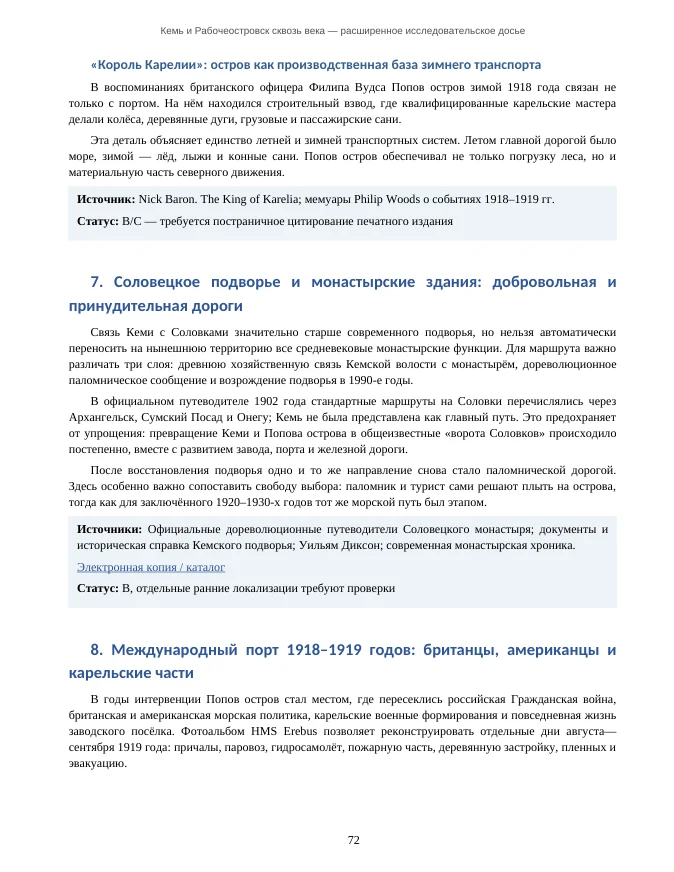 Кемь и Рабочеостровск сквозь века — расширенное исследовательское досье
«Король Карелии»: остров как производственная база зимнего транспорта
В воспоминаниях британского офицера Филипа Вудса Попов остров зимой 1918 года связан не
только с портом. На нём находился строительный взвод, где квалифицированные карельские мастера
делали колёса, деревянные дуги, грузовые и пассажирские сани.
Эта деталь объясняет единство летней и зимней транспортных систем. Летом главной дорогой было
море, зимой — лёд, лыжи и конные сани. Попов остров обеспечивал не только погрузку леса, но и
материальную часть северного движения.
Источник: Nick Baron. The King of Karelia; мемуары Philip Woods о событиях 1918–1919 гг.
Статус: B/C — требуется постраничное цитирование печатного издания
7. Соловецкое подворье и монастырские здания: добровольная и
принудительная дороги
Связь Кеми с Соловками значительно старше современного подворья, но нельзя автоматически
переносить на нынешнюю территорию все средневековые монастырские функции. Для маршрута важно
различать три слоя: древнюю хозяйственную связь Кемской волости с монастырём, дореволюционное
паломническое сообщение и возрождение подворья в 1990-е годы.
В официальном путеводителе 1902 года стандартные маршруты на Соловки перечислялись через
Архангельск, Сумский Посад и Онегу; Кемь не была представлена как главный путь. Это предохраняет
от упрощения: превращение Кеми и Попова острова в общеизвестные «ворота Соловков» происходило
постепенно, вместе с развитием завода, порта и железной дороги.
После восстановления подворья одно и то же направление снова стало паломнической дорогой.
Здесь особенно важно сопоставить свободу выбора: паломник и турист сами решают плыть на острова,
тогда как для заключённого 1920–1930-х годов тот же морской путь был этапом.
Источники: Официальные дореволюционные путеводители Соловецкого монастыря; документы и
историческая справка Кемского подворья; Уильям Диксон; современная монастырская хроника.
Электронная копия / каталог
Статус: B, отдельные ранние локализации требуют проверки
8. Международный порт 1918–1919 годов: британцы, американцы и
карельские части
В годы интервенции Попов остров стал местом, где пересеклись российская Гражданская война,
британская и американская морская политика, карельские военные формирования и повседневная жизнь
заводского посёлка. Фотоальбом HMS Erebus позволяет реконструировать отдельные дни августа—
сентября 1919 года: причалы, паровоз, гидросамолёт, пожарную часть, деревянную застройку, пленных и
эвакуацию.
72